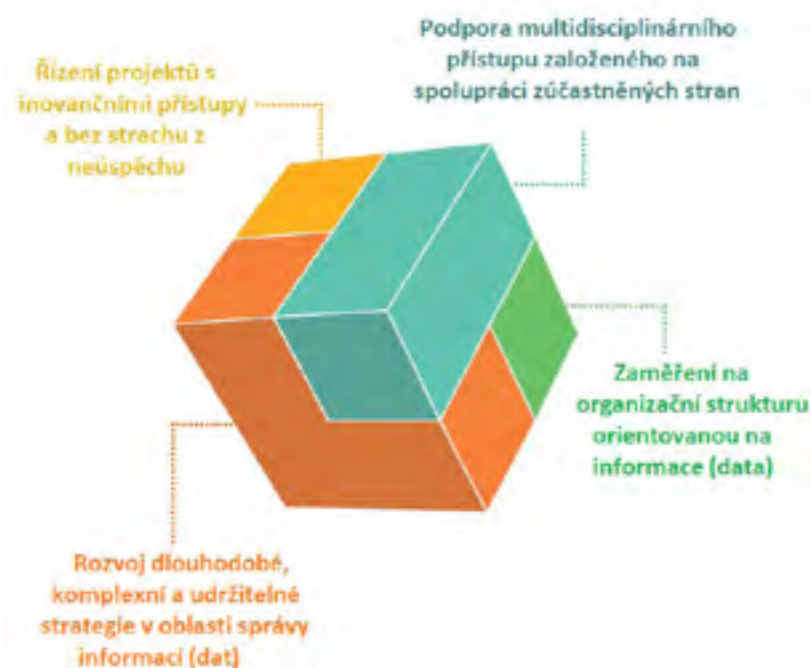 Podpora multidisciplinárního
přístupu založeného na
spolupráci zúčastněných stran
Řízení projektů s
inovančními přístupy
a bez strachu z
neúspěchu
Zaměření na
organizační strukturu
orientovanou na
informace (data)
Rozvoj dlouhodobé,
komplexní a udržitelné
strategie v oblasti správy
informací (dat)